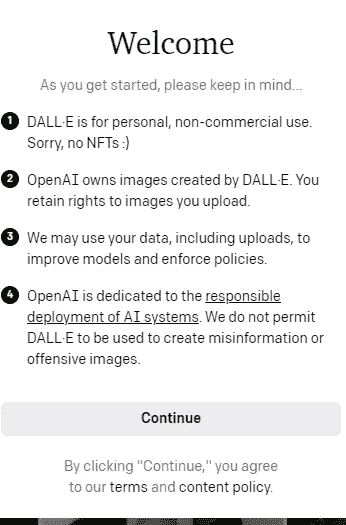 Welcome
As you get started, please keep in mind...
1 DALL·E is for personal, non-commercial use.
Sorry, no NFTs :)
2 OpenAI owns images created by DALL·E. You
retain rights to images you upload.
3 We may use your data, including uploads, to
improve models and enforce policies.
4 OpenAI is dedicated to the responsible
deployment of AI systems. We do not permit
DALL·E to be used to create misinformation or
offensive images.
Continue
By clicking "Continue," you agree
to our terms and content policy.